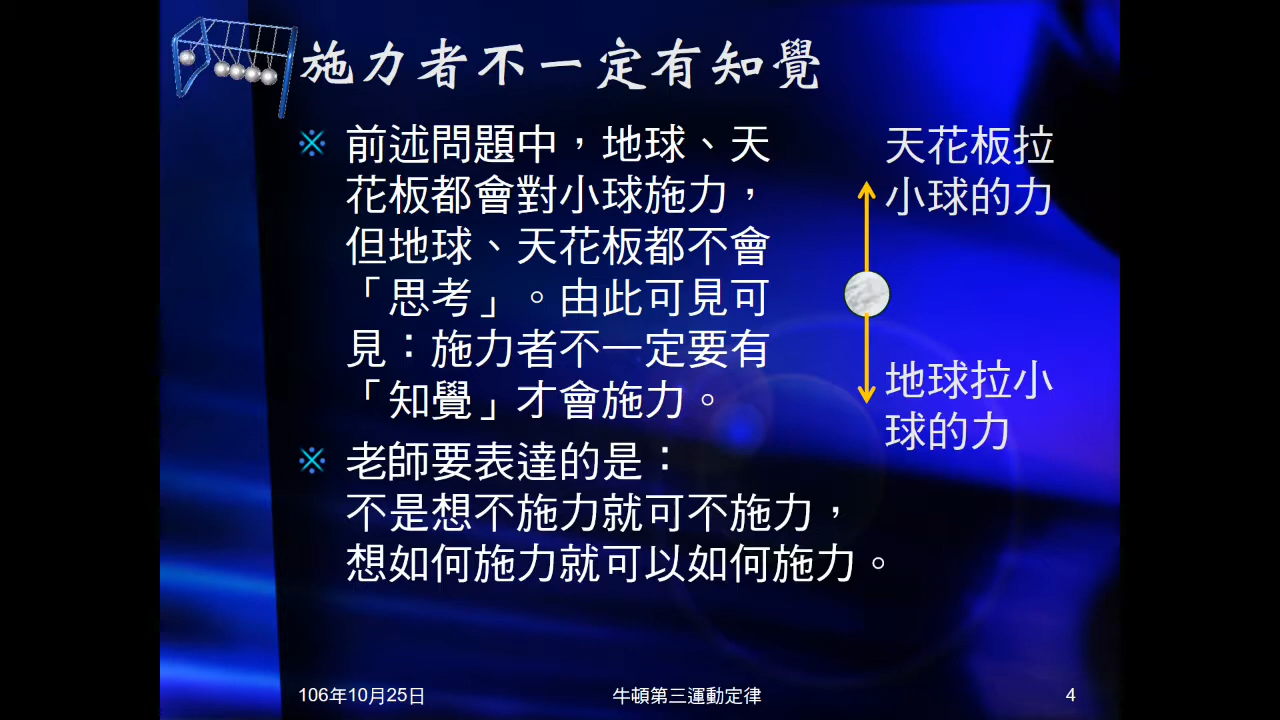 施力者不一定有知覺
※ 前述問題中，地球、天
花板都會對小球施力，
但地球、天花板都不會
「思考」。由此可見可
見：施力者不一定要有
「知覺」才會施力。
※ 老師要表達的是：
不是想不施力就可不施力，
想如何施力就可以如何施力。
天花板拉
小球的力
地球拉小
球的力
106年10月25日
牛頓第三運動定律
4